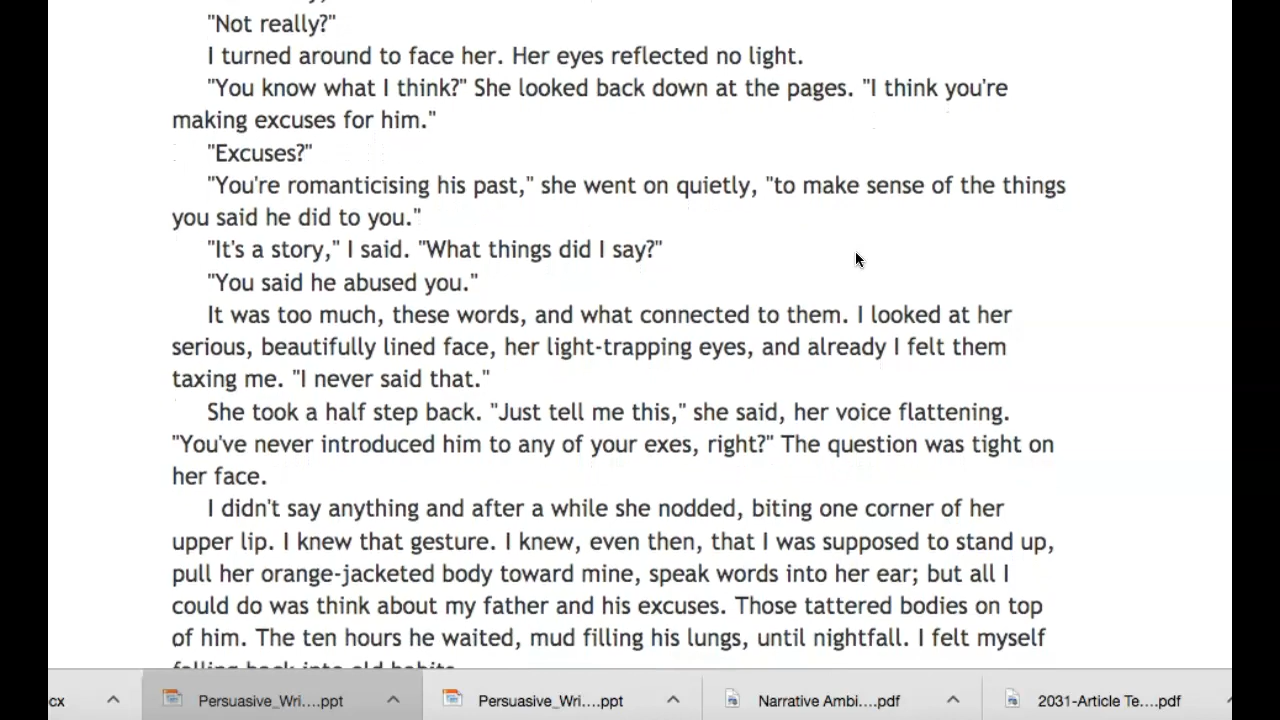 "Not really?"
I turned around to face her. Her eyes reflected no light.
"You know what I think?" She looked back down at the pages. "I think you're
making excuses for him."
"Excuses?"
"You're romanticising his past," she went on quietly, "to make sense of the things
you said he did to you."
"It's a story," I said. "What things did I say?"
"You said he abused you."
It was too much, these words, and what connected to them. I looked at her
serious, beautifully lined face, her light-trapping eyes, and already I felt them
taxing me. "I never said that."
She took a half step back. "Just tell me this," she said, her voice flattening.
"You've never introduced him to any of your exes, right?" The question was tight on
her face.
I didn't say anything and after a while she nodded, biting one corner of her
upper lip. I knew that gesture. I knew, even then, that I was supposed to stand up,
pull her orange-jacketed body toward mine, speak words into her ear; but all I
could do was think about my father and his excuses. Those tattered bodies on top
of him. The ten hours he waited, mud filling his lungs, until nightfall. I felt myself
falling back into old habits.
cx Persuasive_Wri....ppt Persuasive_Wri....ppt Narrative Ambi....pdf 2031-Article Te....pdf